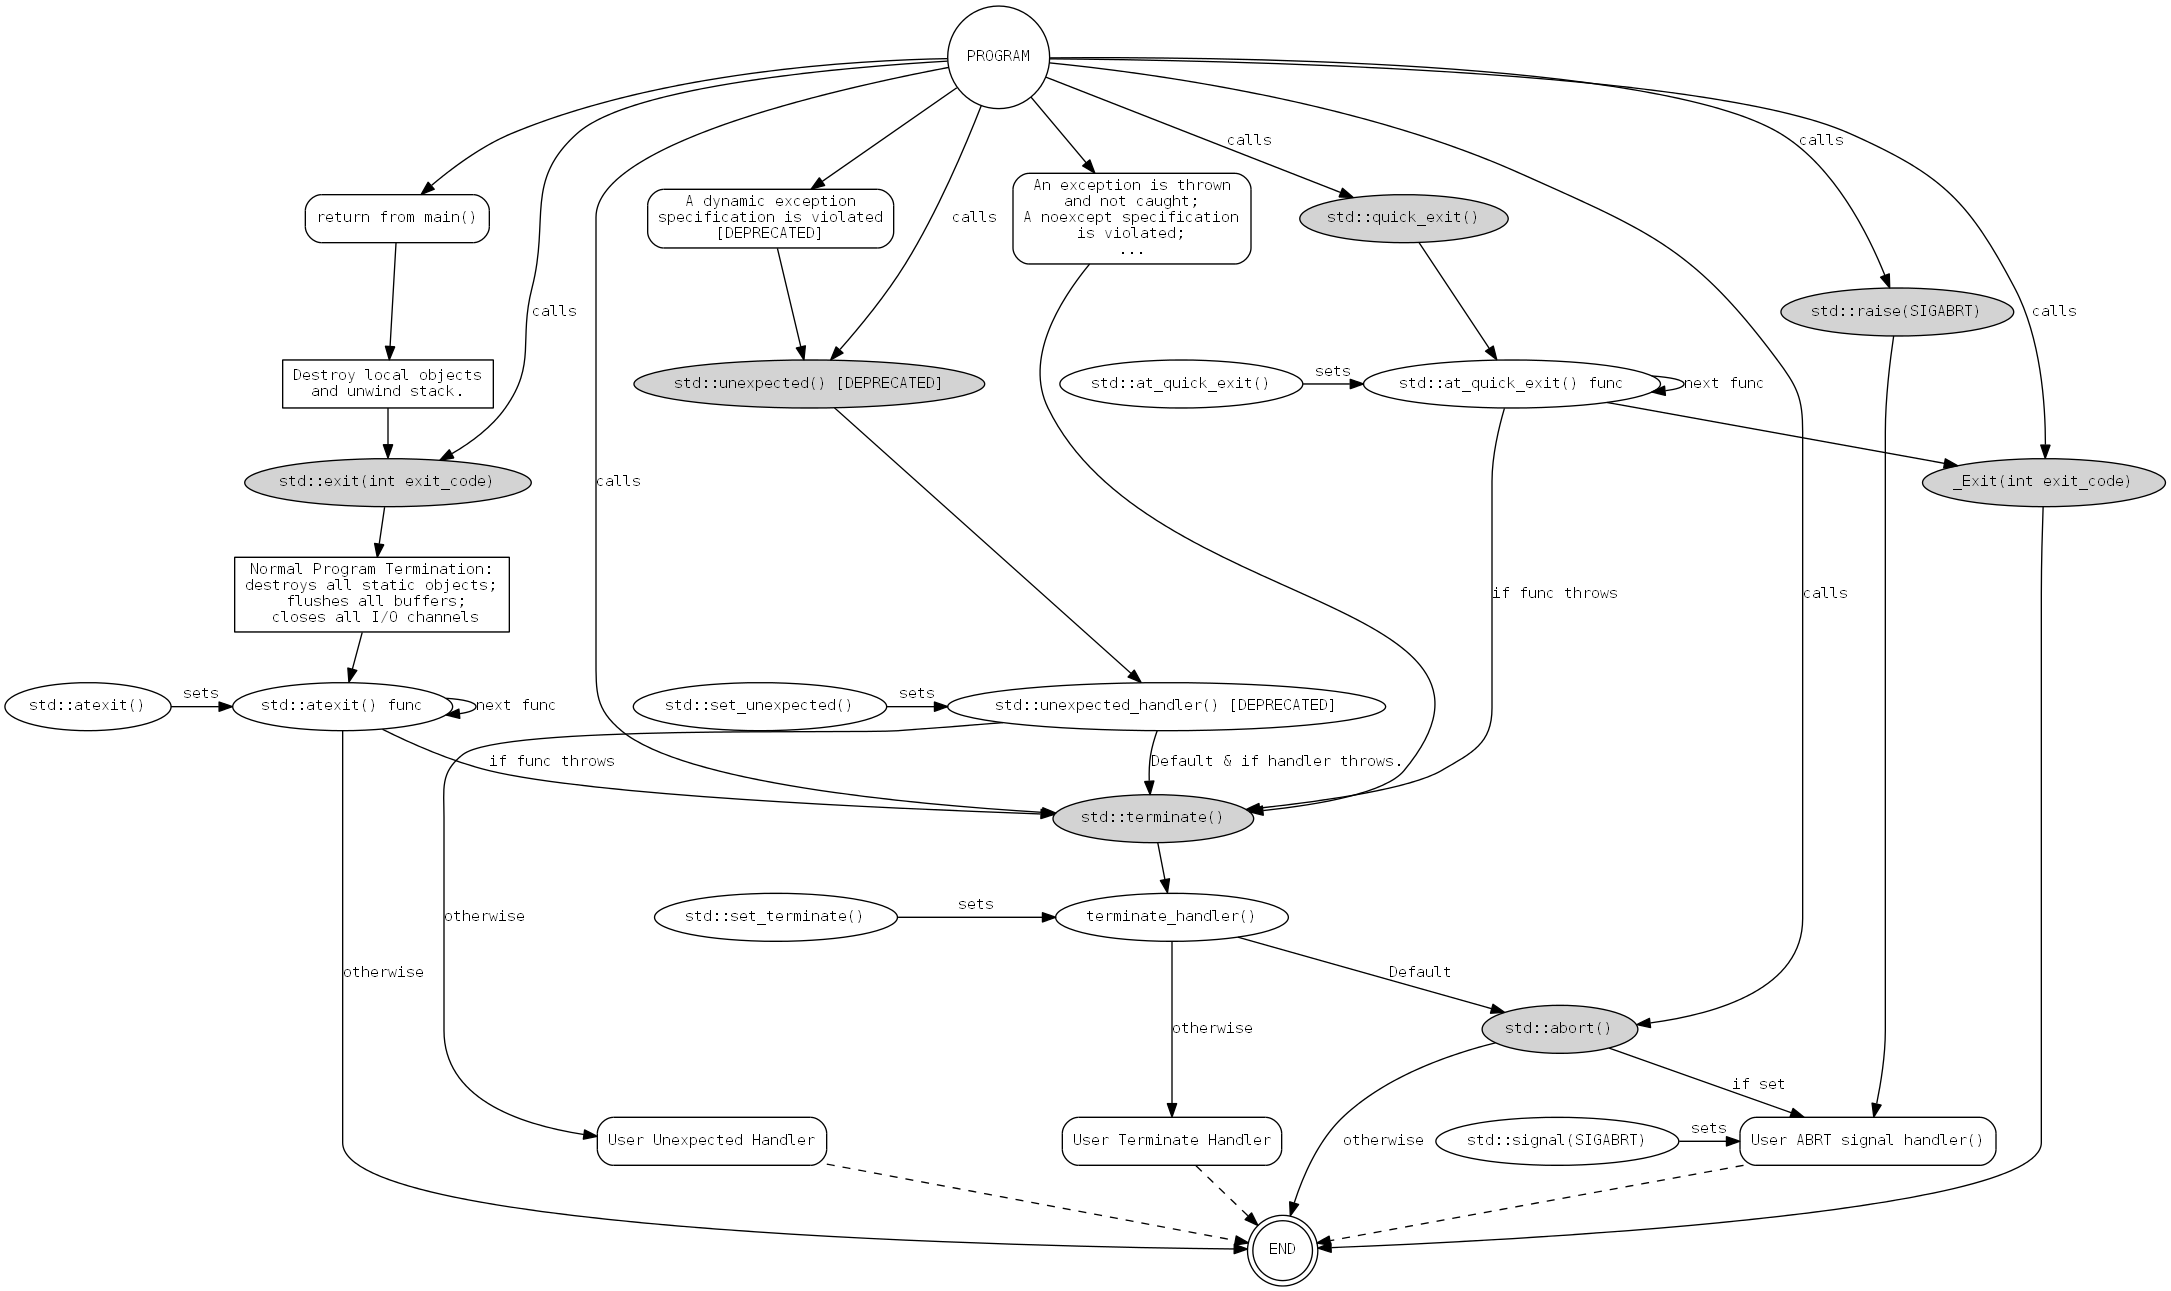 PROGRAM
calls
calls
return from main()
A dynamic exception
specification is violated
[DEPRECATED]
calls
An exception is thrown
and not caught;
A noexcept specification
is violated;
...
std::quick_exit()
calls
std::raise(SIGABRT)
calls
Destroy local objects
and unwind stack.
std::unexpected() [DEPRECATED]
std::at_quick_exit()
sets
std::at_quick_exit() func
next func
std::exit(int exit_code)
calls
_Exit(int exit_code)
Normal Program Termination:
destroys all static objects;
flushes all buffers;
closes all I/O channels
if func throws
calls
std::atexit()
sets
std::atexit() func
next func
std::set_unexpected()
sets
std::unexpected_handler() [DEPRECATED]
if func throws
Default & if handler throws.
std::terminate()
otherwise
std::set_terminate()
sets
terminate_handler()
otherwise
Default
otherwise
std::abort()
if set
User Unexpected Handler
User Terminate Handler
otherwise
std::signal(SIGABRT)
sets
User ABRT signal handler()
END